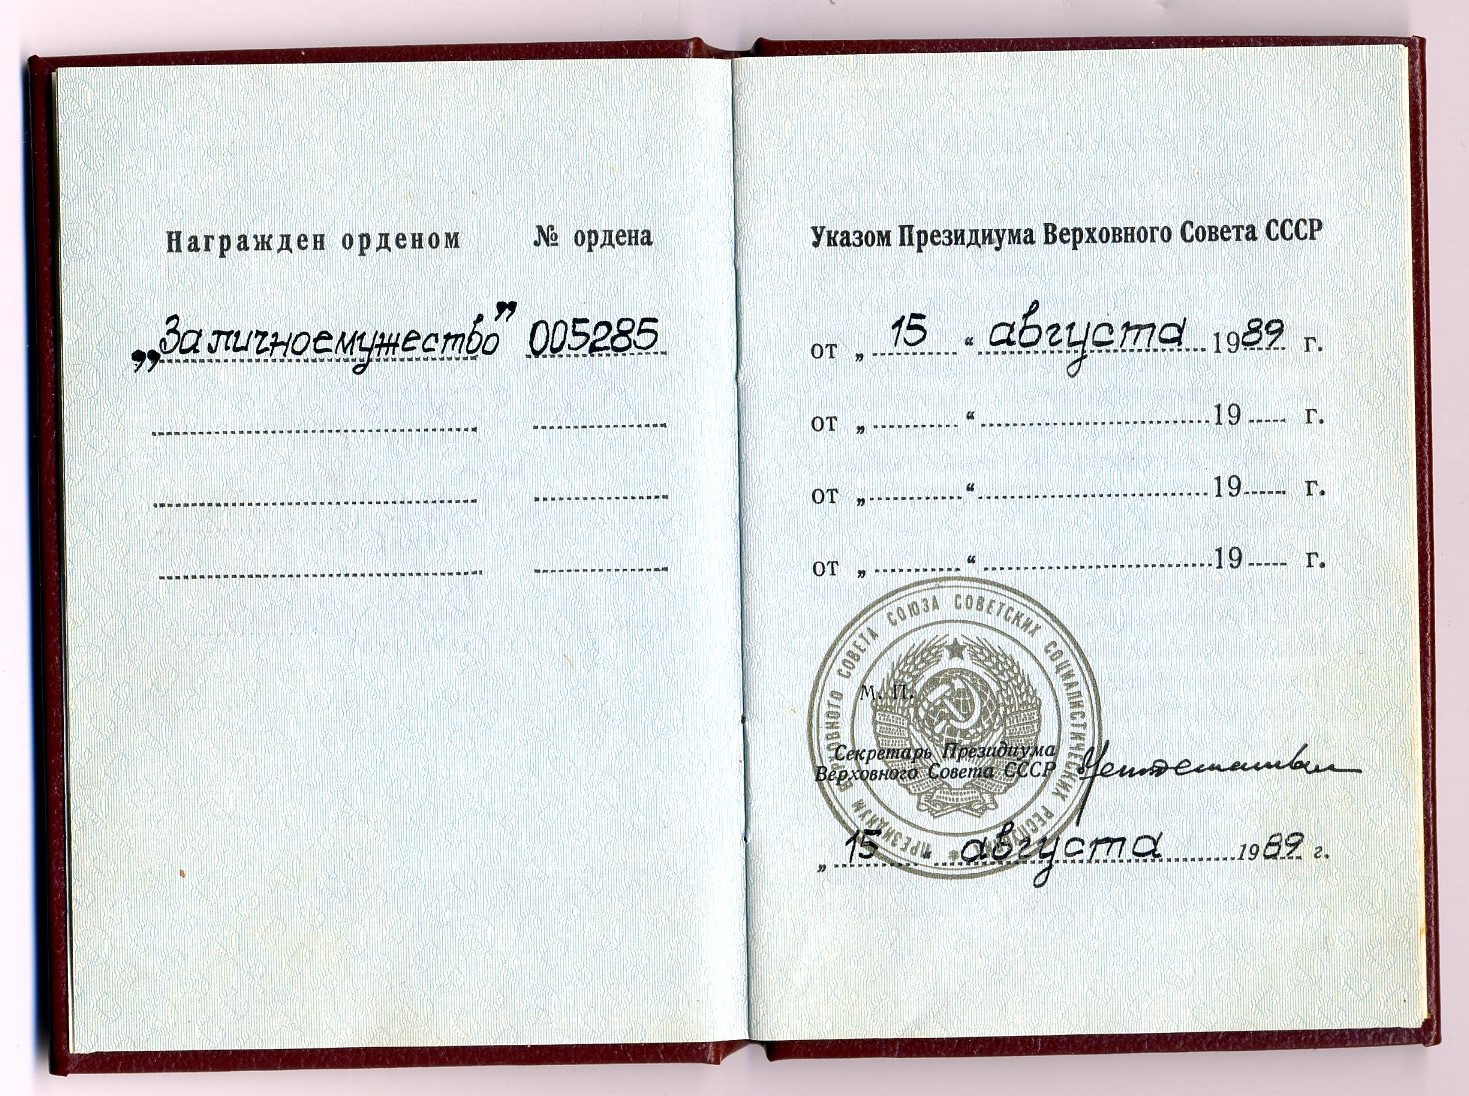 Награжден орденом № ордена
„За личное мужество” 005285
Указом Президиума Верховного Совета СССР
от „ 15 “ августа 1989 г.
от „ “ 19 г.
от „ “ 19 г.
от „ “ 19 г.
ПРЕЗИДИУМ ВЕРХОВНОГО СОВЕТА СОЮЗА СОВЕТСКИХ СОЦИАЛИСТИЧЕСКИХ РЕСПУБЛИК
М. П.
Секретарь Президиума
Верховного Совета СССР
„ 15 “ августа 1989 г.